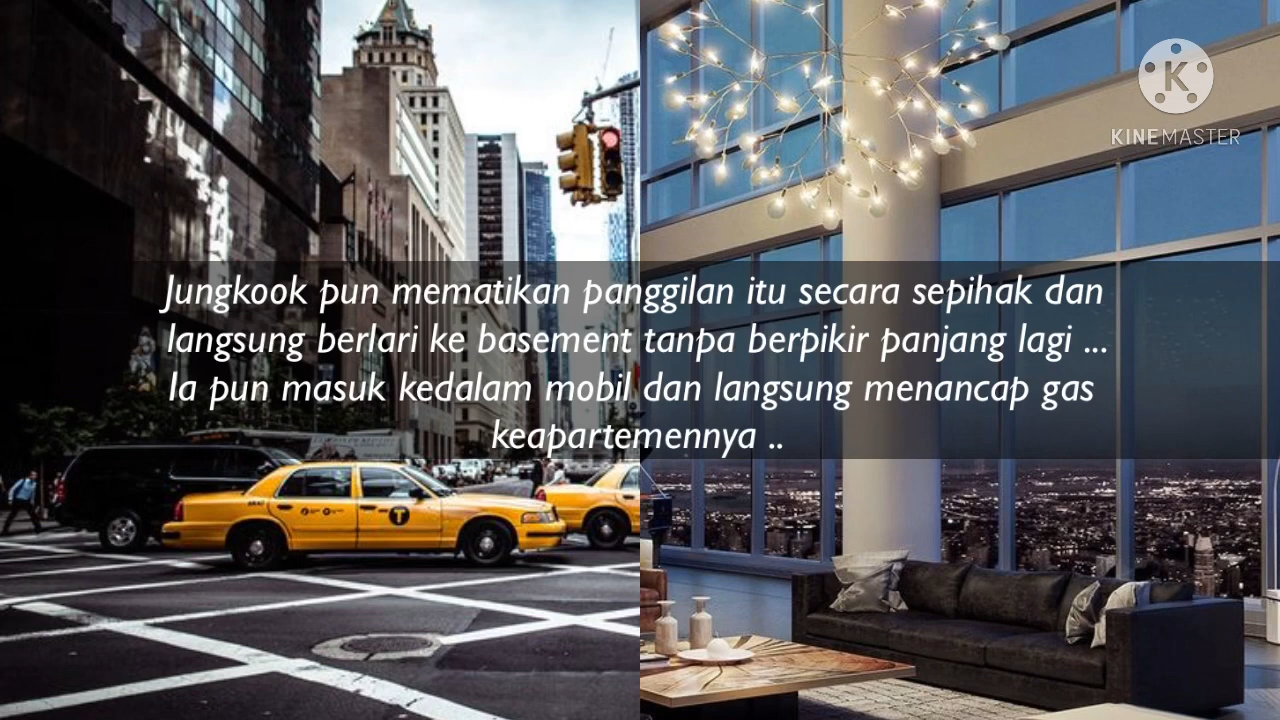 K
KINEMASTER
Jungkook pun mematikan panggilan itu secara sepihak dan
langsung berlari ke basement tanpa berpikir panjang lagi ...
Ia pun masuk kedalam mobil dan langsung menancap gas
keapartemennya ..
T